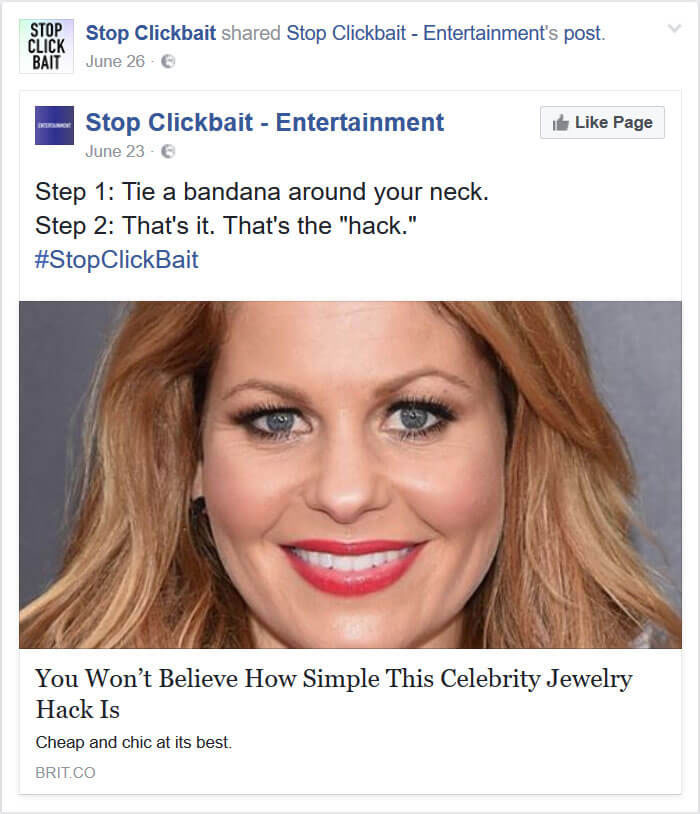 STOP
CLICK
BAIT
Stop Clickbait shared Stop Clickbait - Entertainment's post.
June 26 ·
ENTERTAINMENT
Stop Clickbait - Entertainment
Like Page
June 23 ·
Step 1: Tie a bandana around your neck.
Step 2: That's it. That's the "hack."
#StopClickBait
You Won’t Believe How Simple This Celebrity Jewelry
Hack Is
Cheap and chic at its best.
BRIT.CO